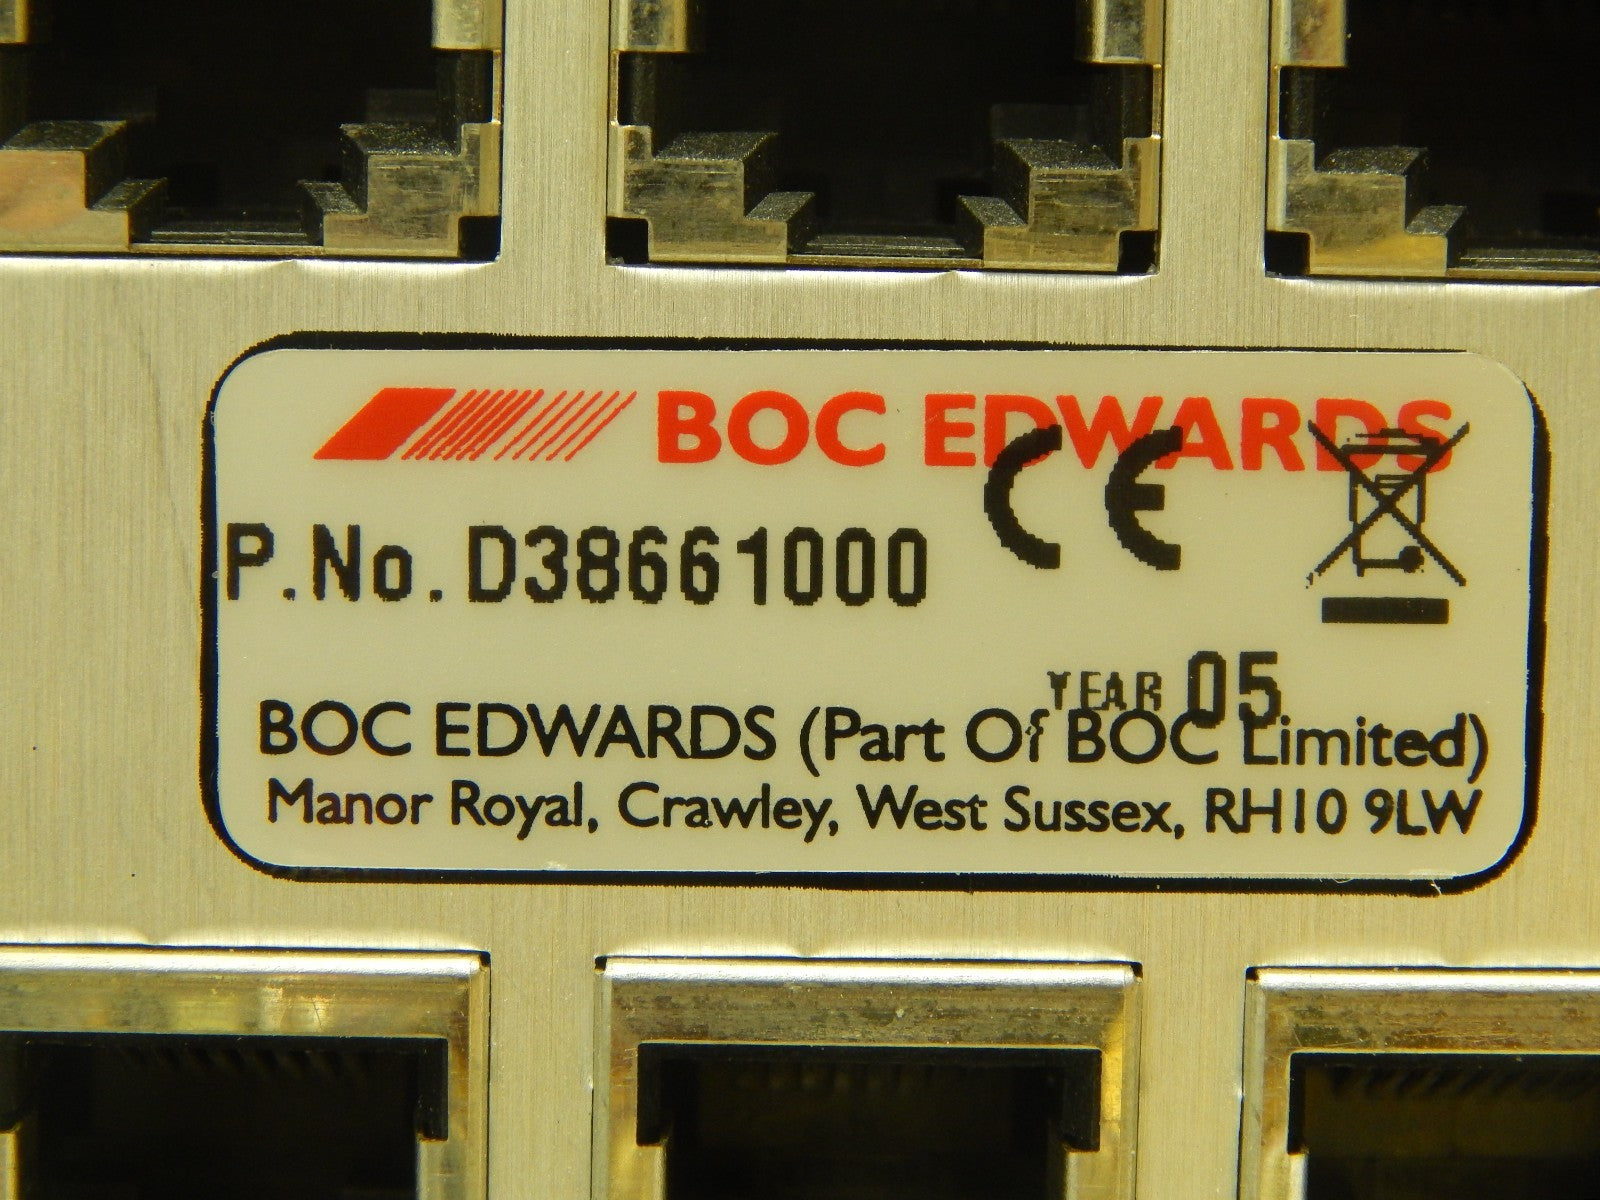 BOC EDWARDS
CE
P.No. D38661000
YEAR 05
BOC EDWARDS (Part Of BOC Limited)
Manor Royal, Crawley, West Sussex, RH10 9LW